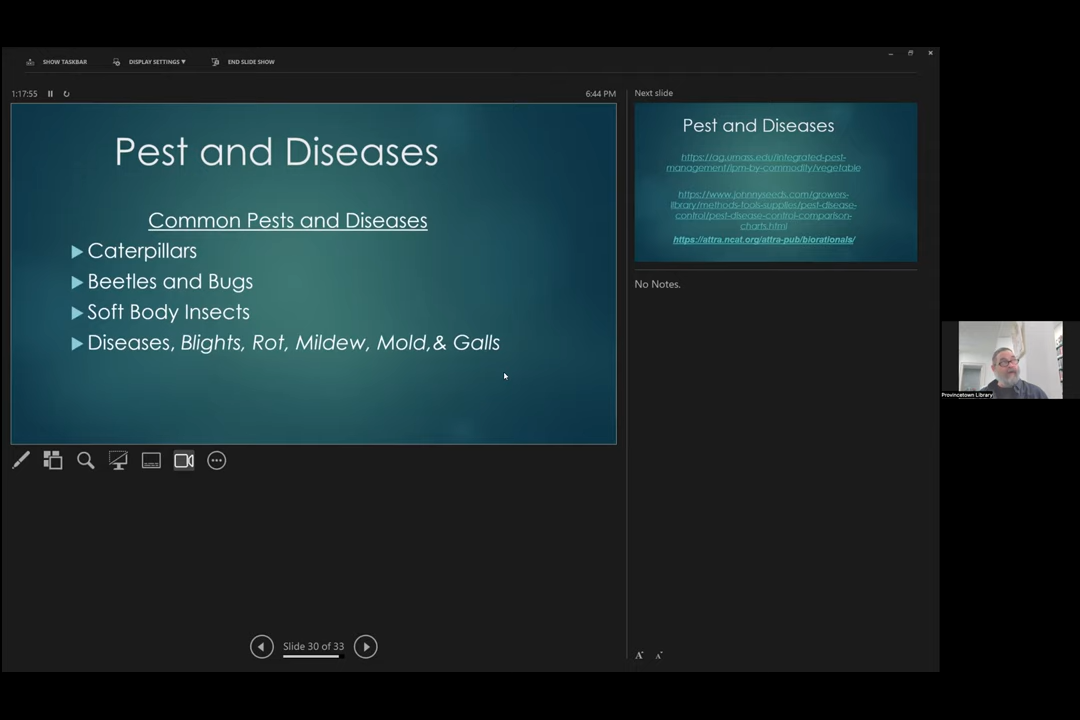 SHOW TASKBAR
DISPLAY SETTINGS ▼
END SLIDE SHOW
1:17:55
6:44 PM
Pest and Diseases
Common Pests and Diseases
Caterpillars
Beetles and Bugs
Soft Body Insects
Diseases, Blights, Rot, Mildew, Mold,& Galls
Slide 30 of 33
Next slide
Pest and Diseases
https://ag.umass.edu/integrated-pest-
management/ipm-by-commodity/vegetable
https://www.johnnyseeds.com/growers-
library/methods-tools-supplies/pest-disease-
control/pest-disease-control-comparison-
charts.html
https://attra.ncat.org/attra-pub/biorationals/
No Notes.
A A
Provincetown Library